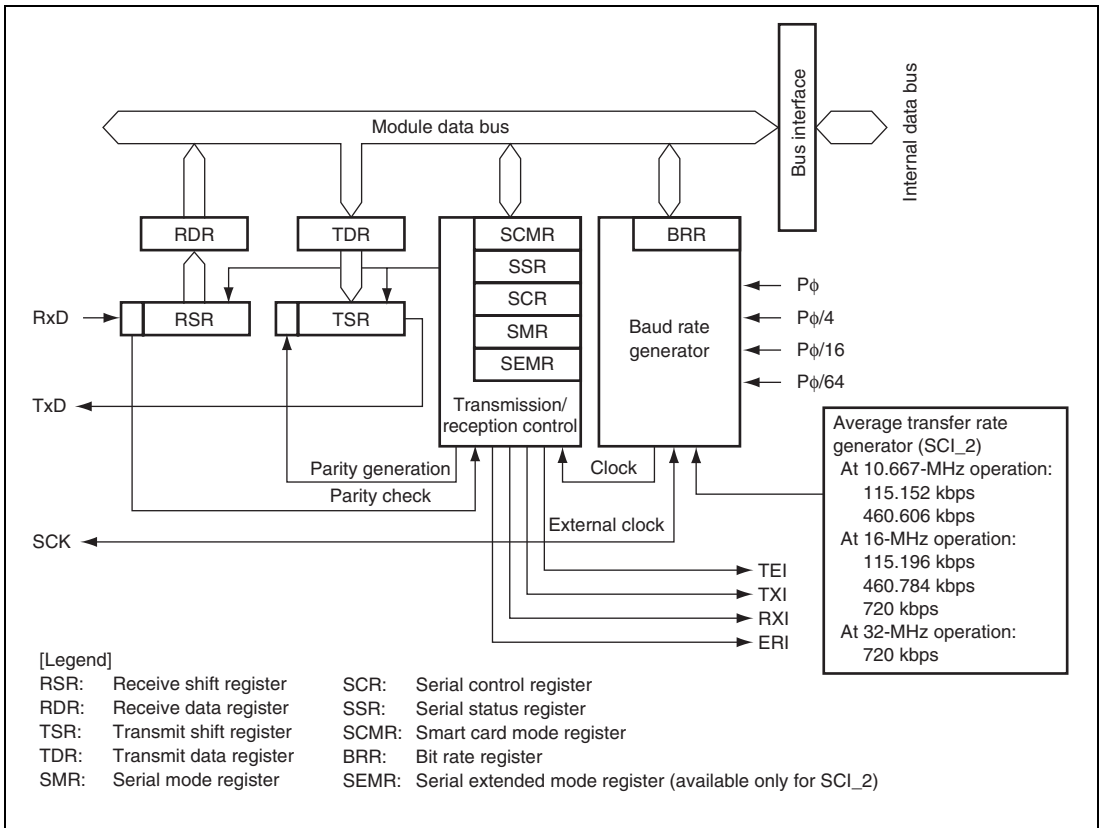 Module data bus
Bus interface
Internal data bus
RDR
TDR
SCMR
BRR
SSR
SCR
SMR
SEMR
RxD
RSR
TSR
Baud rate
generator
Pϕ
Pϕ/4
Pϕ/16
Pϕ/64
TxD
Transmission/
reception control
Parity generation
Parity check
Clock
External clock
SCK
TEI
TXI
RXI
ERI
Average transfer rate
generator (SCI_2)
At 10.667-MHz operation:
115.152 kbps
460.606 kbps
At 16-MHz operation:
115.196 kbps
460.784 kbps
720 kbps
At 32-MHz operation:
720 kbps
[Legend]
RSR: Receive shift register
RDR: Receive data register
TSR: Transmit shift register
TDR: Transmit data register
SMR: Serial mode register
SCR: Serial control register
SSR: Serial status register
SCMR: Smart card mode register
BRR: Bit rate register
SEMR: Serial extended mode register (available only for SCI_2)